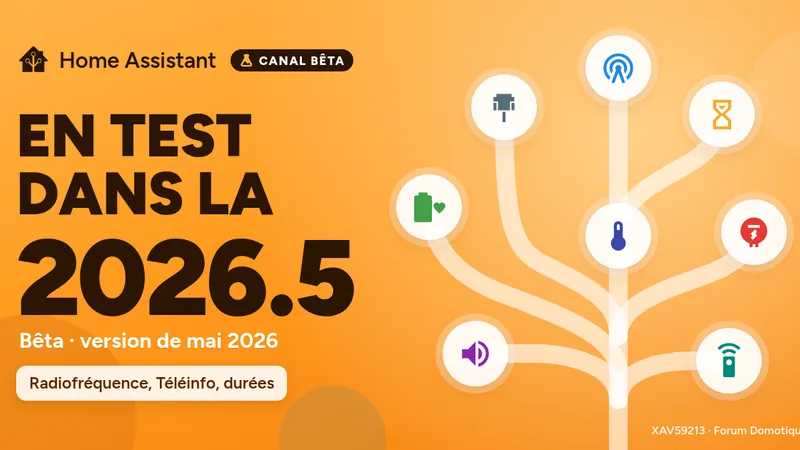 Home Assistant
CANAL BÊTA
EN TEST
DANS LA
2026.5
Bêta · version de mai 2026
Radiofréquence, Téléinfo, durées
XAV59213 · Forum Domotiqu